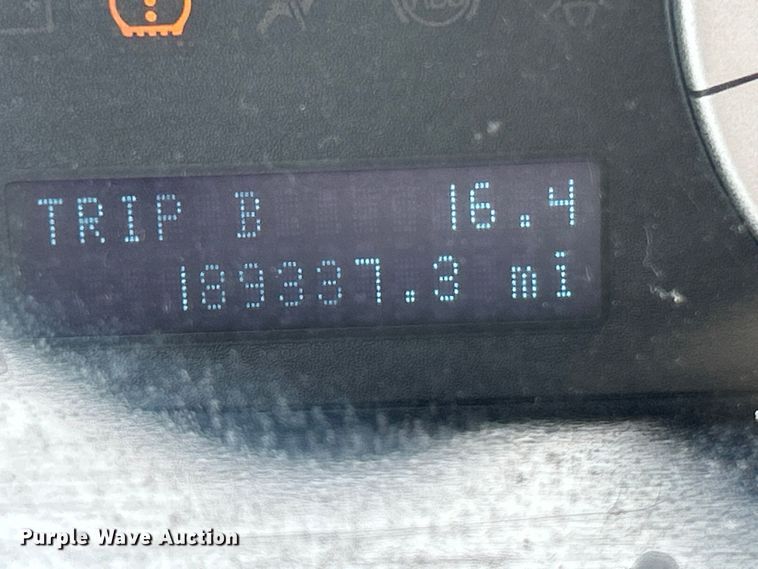 TRIP B 16.4
189337.3 mi
Purple Wave Auction